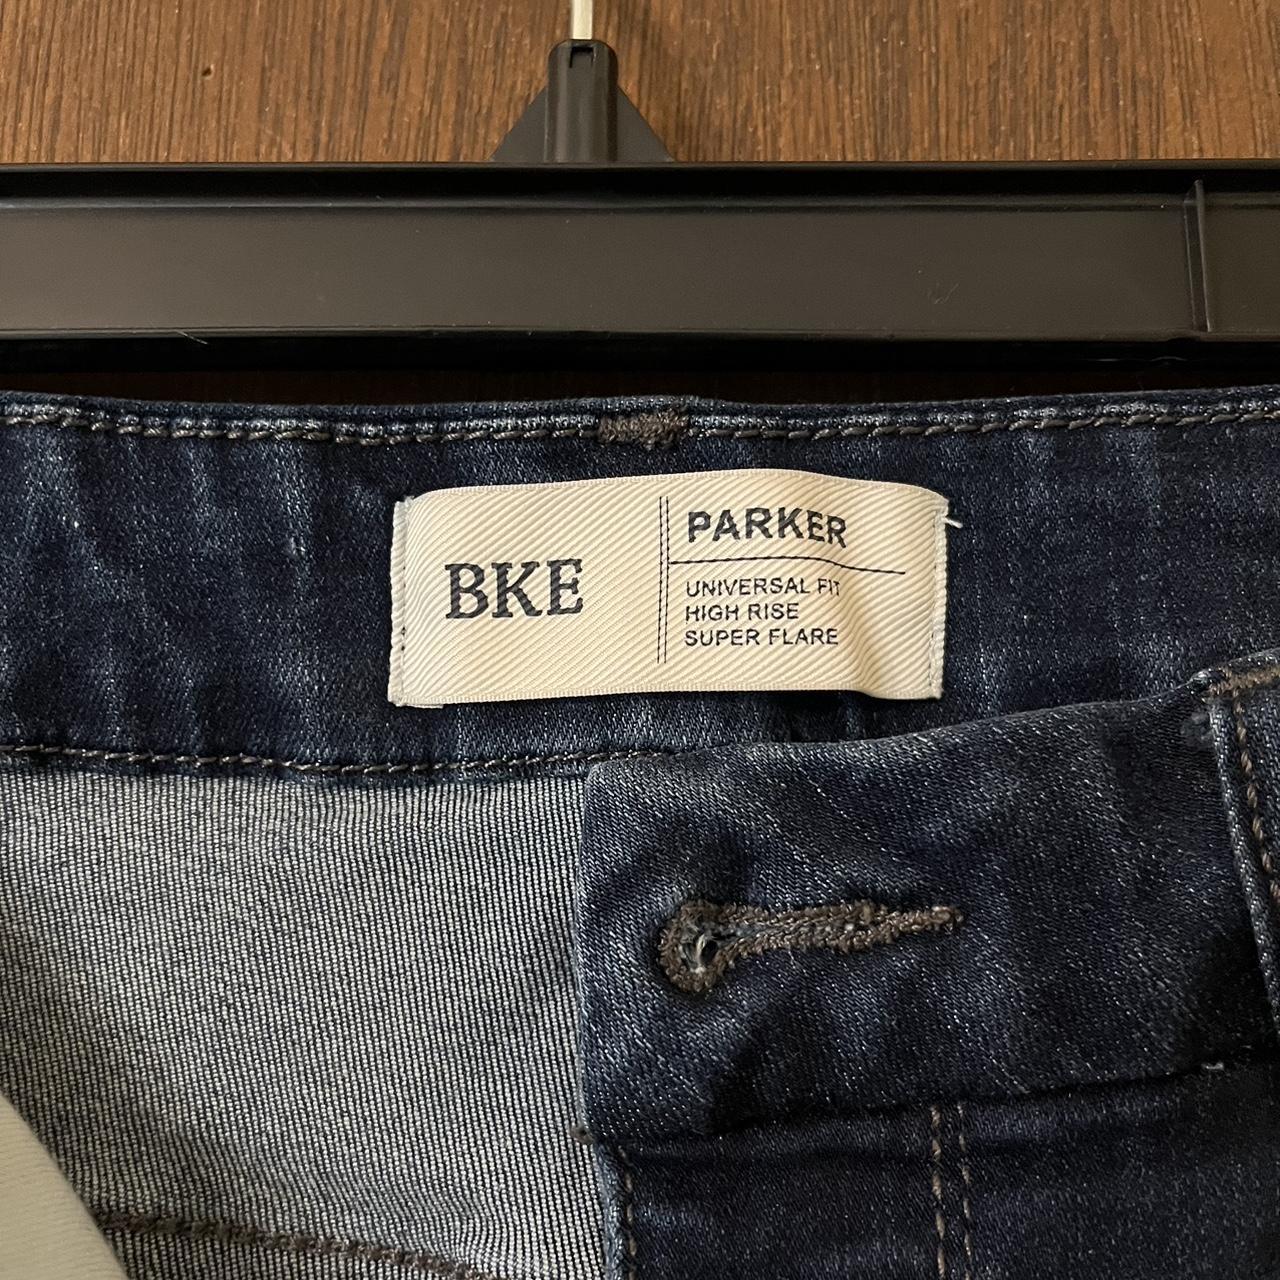 BKE
PARKER
UNIVERSAL FIT
HIGH RISE
SUPER FLARE